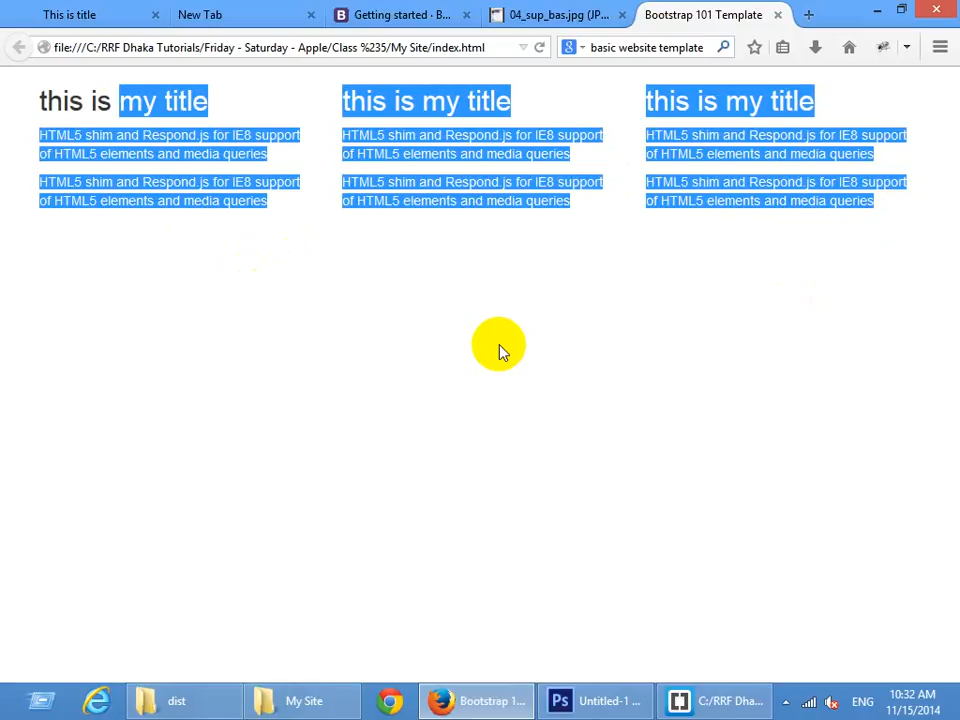 This is title
New Tab
Getting started · B...
04_sup_bas.jpg (JP...
Bootstrap 101 Template
file:///C:/RRF Dhaka Tutorials/Friday - Saturday - Apple/Class %235/My Site/index.html
basic website template
this is my title
HTML5 shim and Respond.js for IE8 support
of HTML5 elements and media queries
HTML5 shim and Respond.js for IE8 support
of HTML5 elements and media queries
this is my title
HTML5 shim and Respond.js for IE8 support
of HTML5 elements and media queries
HTML5 shim and Respond.js for IE8 support
of HTML5 elements and media queries
this is my title
HTML5 shim and Respond.js for IE8 support
of HTML5 elements and media queries
HTML5 shim and Respond.js for IE8 support
of HTML5 elements and media queries
dist
My Site
Bootstrap 1...
Untitled-1 ...
C:/RRF Dha...
ENG
10:32 AM
11/15/2014